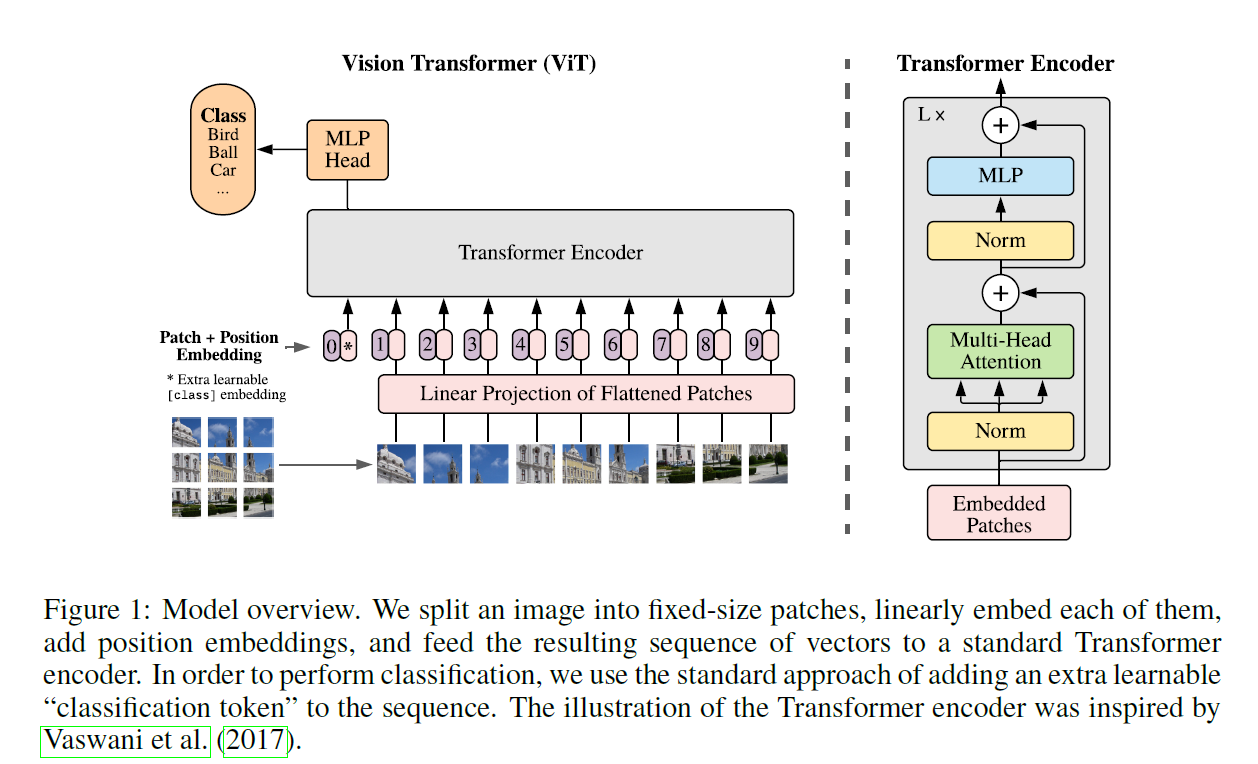 Vision Transformer (ViT)
Class
Bird
Ball
Car
...
MLP
Head
Transformer Encoder
Patch + Position
Embedding
* Extra learnable
[class] embedding
0 * 1 2 3 4 5 6 7 8 9
Linear Projection of Flattened Patches
Transformer Encoder
L x
+
MLP
Norm
+
Multi-Head
Attention
Norm
Embedded
Patches
Figure 1: Model overview. We split an image into fixed-size patches, linearly embed each of them,
add position embeddings, and feed the resulting sequence of vectors to a standard Transformer
encoder. In order to perform classification, we use the standard approach of adding an extra learnable
“classification token” to the sequence. The illustration of the Transformer encoder was inspired by
Vaswani et al. (2017).